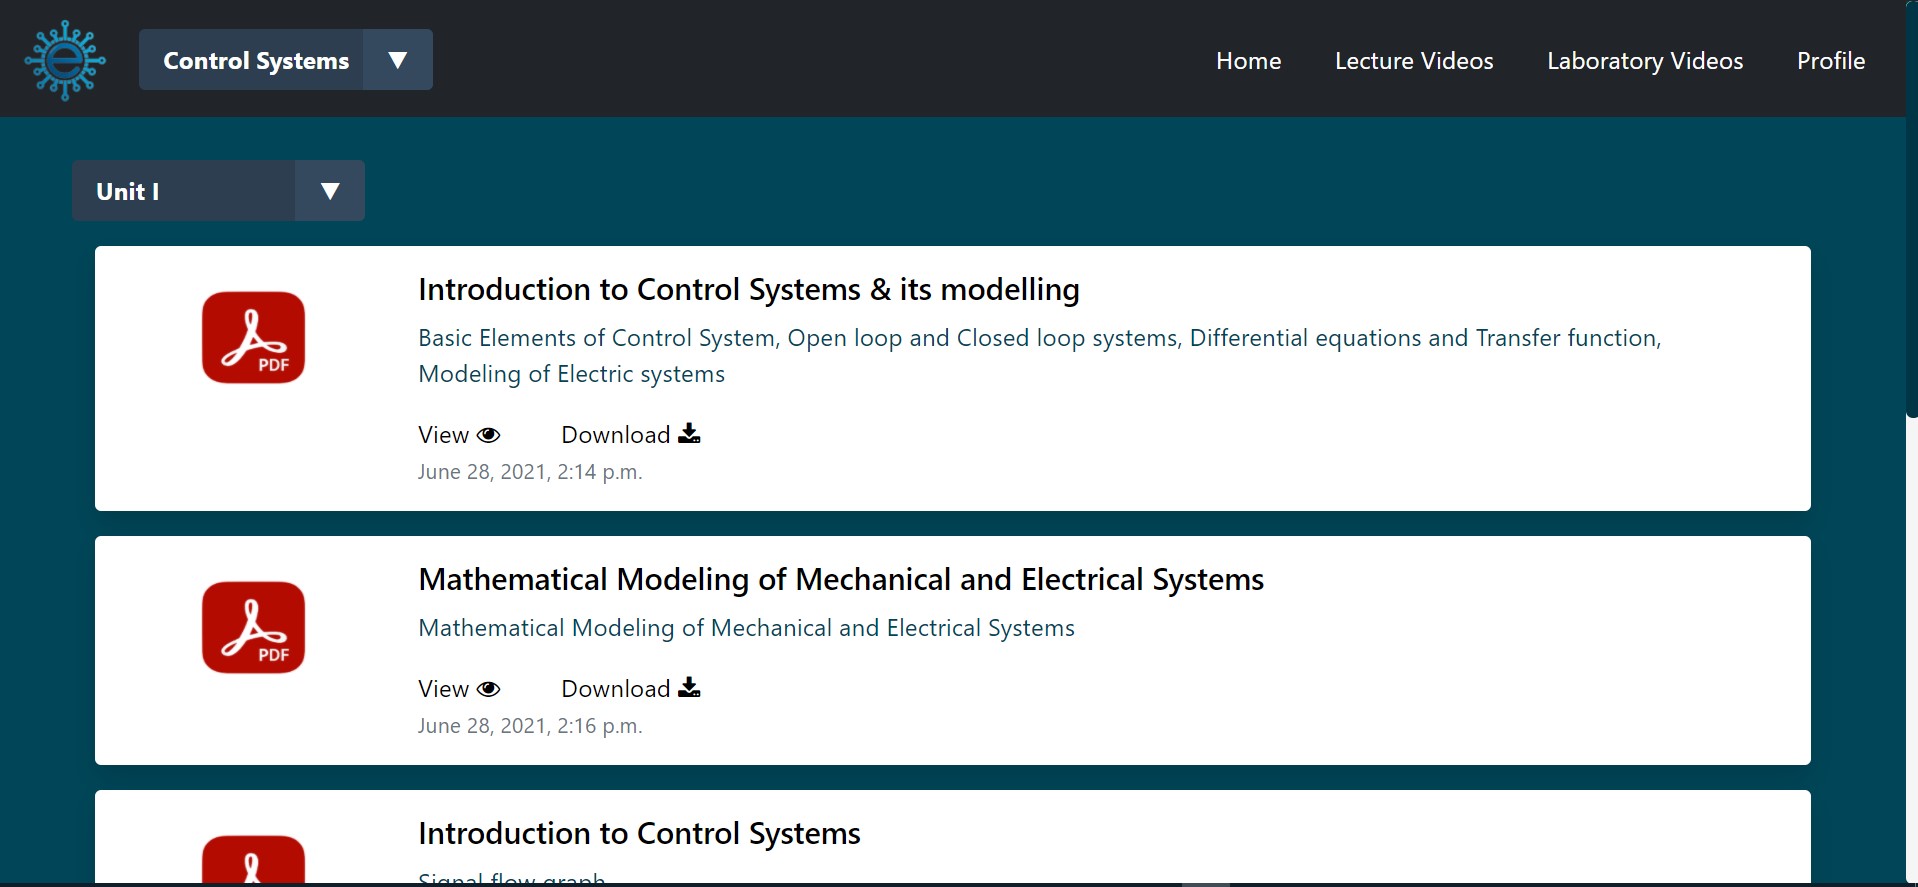 Control Systems ▼
Home Lecture Videos Laboratory Videos Profile
Unit I ▼
Introduction to Control Systems & its modelling
Basic Elements of Control System, Open loop and Closed loop systems, Differential equations and Transfer function,
Modeling of Electric systems
PDF
View Download
June 28, 2021, 2:14 p.m.
Mathematical Modeling of Mechanical and Electrical Systems
Mathematical Modeling of Mechanical and Electrical Systems
PDF
View Download
June 28, 2021, 2:16 p.m.
Introduction to Control Systems
Signal flow graph